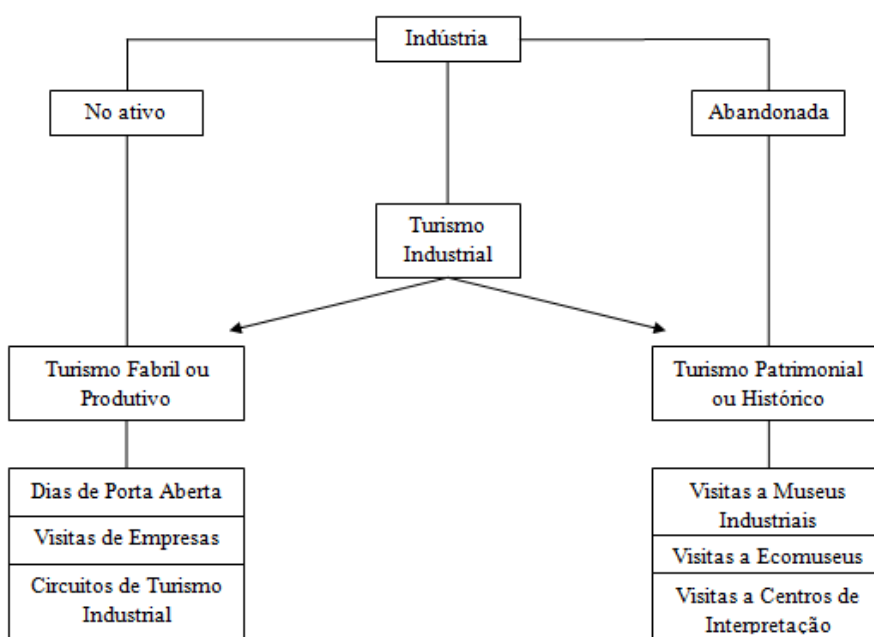 Indústria
No ativo
Abandonada
Turismo
Industrial
Turismo Fabril ou
Produtivo
Turismo Patrimonial
ou Histórico
Dias de Porta Aberta
Visitas de Empresas
Circuitos de Turismo
Industrial
Visitas a Museus
Industriais
Visitas a Ecomuseus
Visitas a Centros de
Interpretação